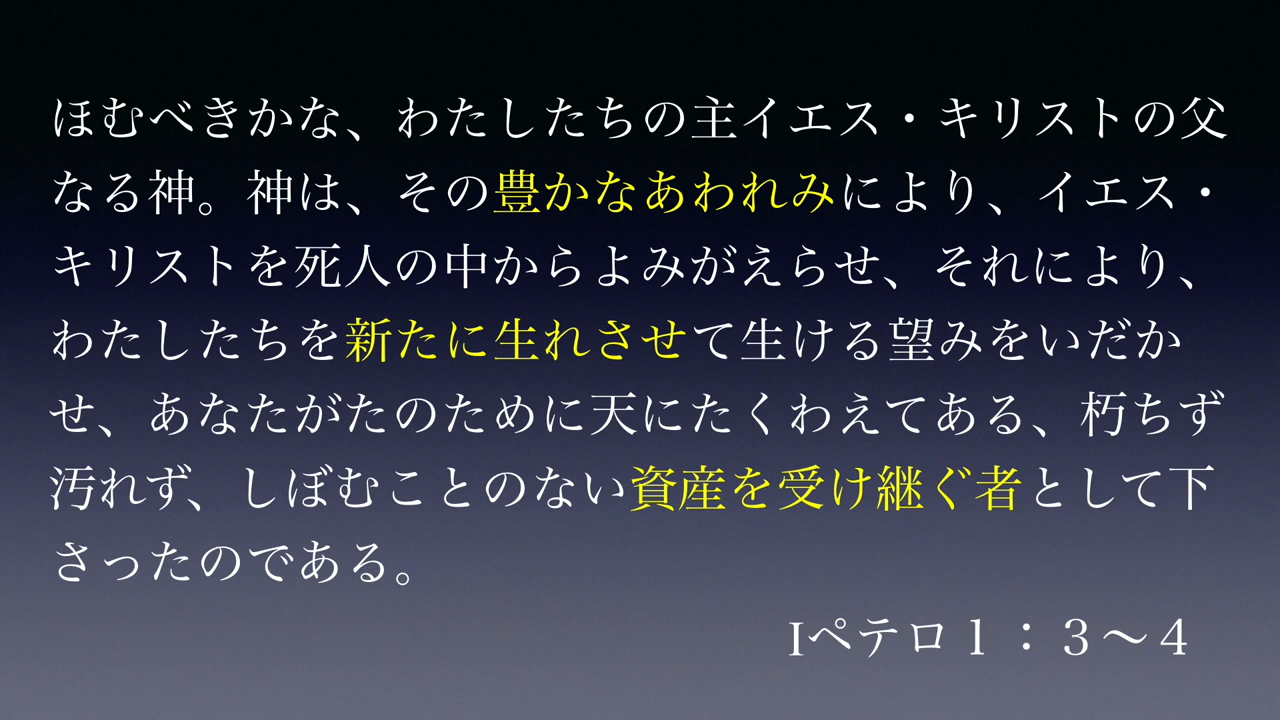 ほむべきかな、わたしたちの主イエス・キリストの父
なる神。神は、その豊かなあわれみにより、イエス・
キリストを死人の中からよみがえらせ、それにより、
わたしたちを新たに生れさせて生ける望みをいだか
せ、あなたがたのために天にたくわえてある、朽ちず
汚れず、しぼむことのない資産を受け継ぐ者として下
さったのである。
Iペテロ１：３〜４